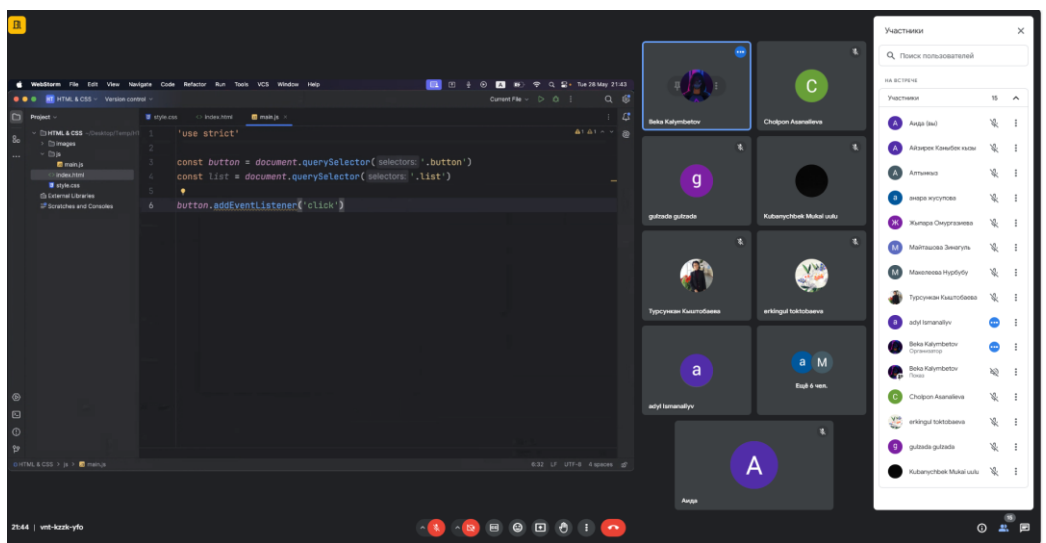 WebStorm File Edit View Navigate Code Refactor Run Tools VCS Window Help
Tue 28 May 21:43
HTML & CSS Version control
Current File
Project
style.css index.html main.js
HTML & CSS
images
js
main.js
index.html
style.css
External Libraries
Scratches and Consoles
1 'use strict'
2
3 const button = document.querySelector( selectors: '.button')
4 const list = document.querySelector( selectors: '.list')
5
6 button.addEventListener('click')
HTML & CSS > js > main.js
6:32 LF UTF-8 4 spaces
Beka Kalymbetov
C
Cholpon Asanalieva
g
gulzada gulzada
Kubanychbek Mukai uulu
Турсункан Кыштобаева
erkingul toktobaeva
a
adyl Ismanaliyv
a М
Ещё 6 чел.
А
Аида
Участники
Поиск пользователей
НА ВСТРЕЧЕ
Участники 15
А Аида (вы)
А Айзирек Каныбек кызы
А Алтынкыз
а анара жусупова
Ж Жыпара Омургазиева
М Майташова Зинагуль
М Макелеева Нурбүбү
Турсункан Кыштобаева
a adyl Ismanaliyv
Beka Kalymbetov
Организатор
Beka Kalymbetov
Показ
C Cholpon Asanalieva
erkingul toktobaeva
g gulzada gulzada
Kubanychbek Mukai uulu
21:44 | vnt-kzzk-yfo
15